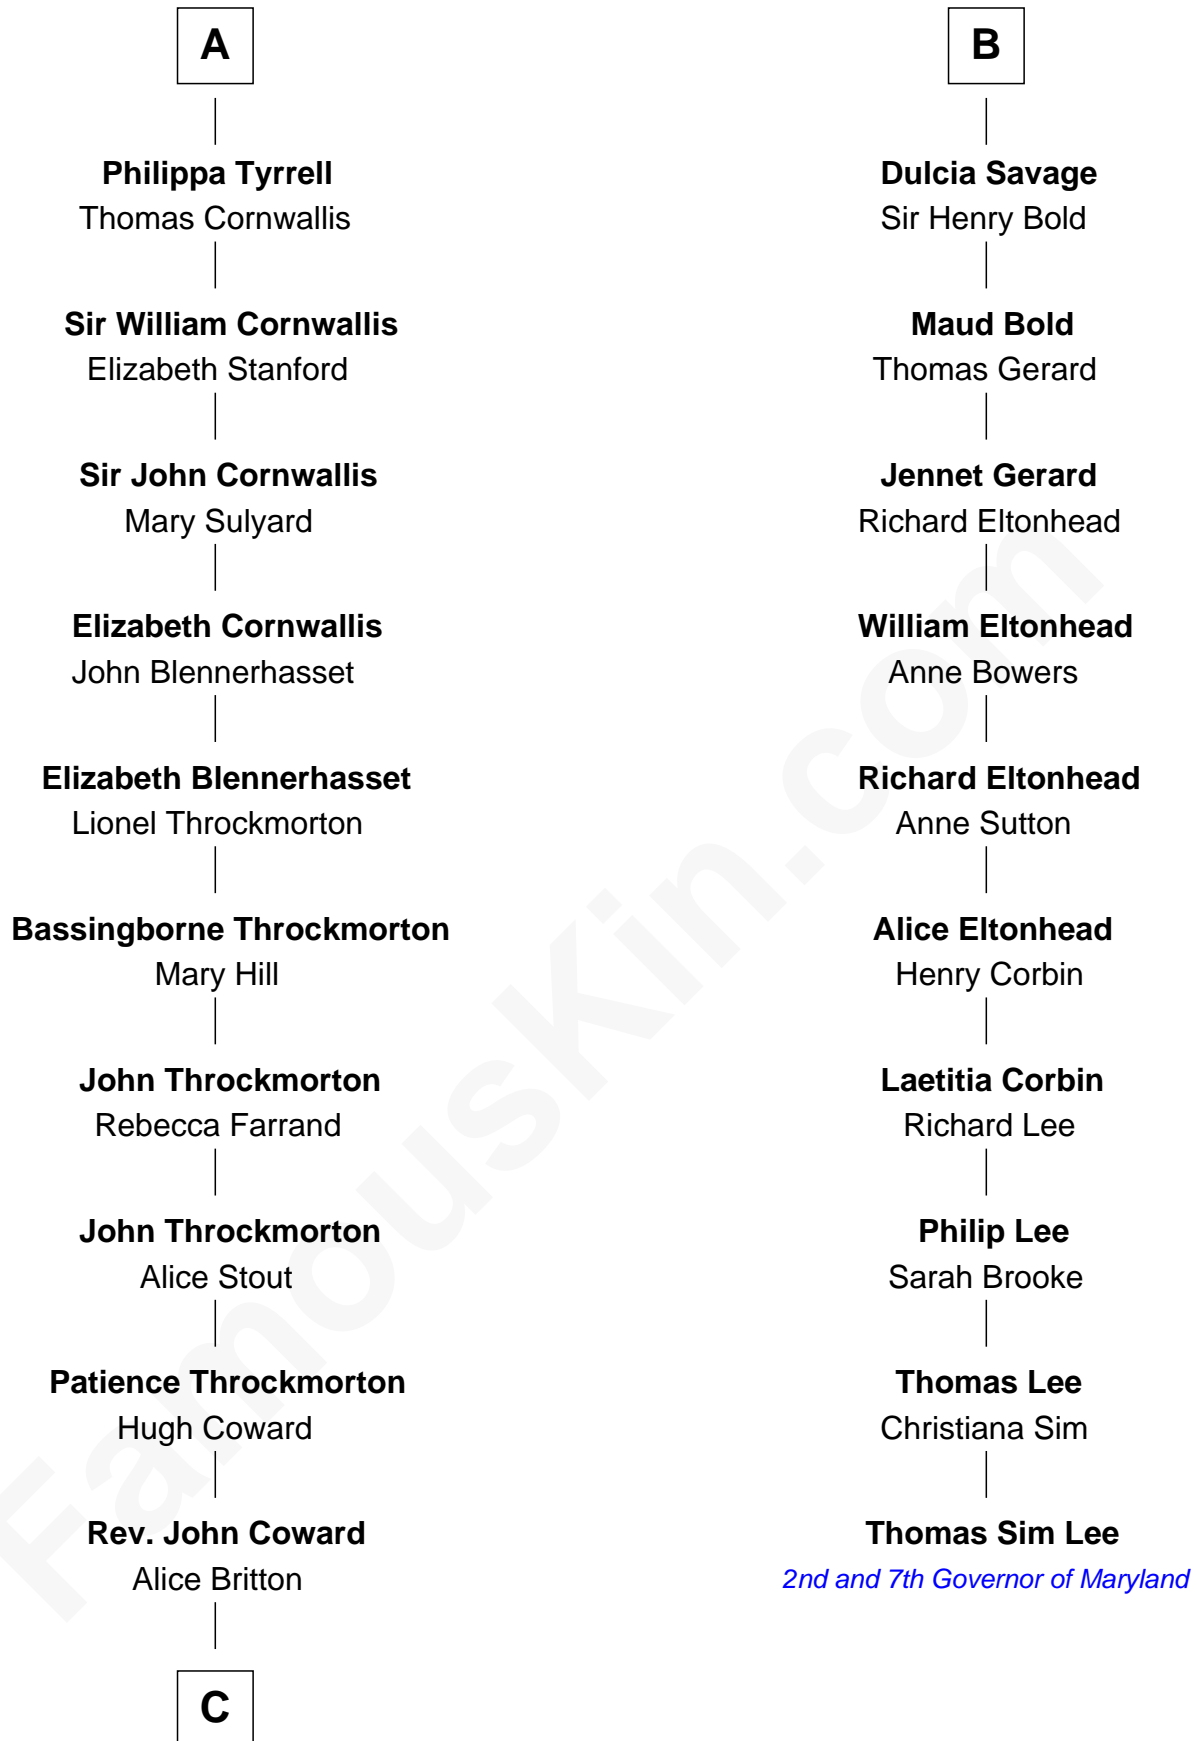 A
Philippa Tyrrell
Thomas Cornwallis
Sir William Cornwallis
Elizabeth Stanford
Sir John Cornwallis
Mary Sulyard
Elizabeth Cornwallis
John Blennerhasset
Elizabeth Blennerhasset
Lionel Throckmorton
Bassingborne Throckmorton
Mary Hill
John Throckmorton
Rebecca Farrand
John Throckmorton
Alice Stout
Patience Throckmorton
Hugh Coward
Rev. John Coward
Alice Britton
C
B
Dulcia Savage
Sir Henry Bold
Maud Bold
Thomas Gerard
Jennet Gerard
Richard Eltonhead
William Eltonhead
Anne Bowers
Richard Eltonhead
Anne Sutton
Alice Eltonhead
Henry Corbin
Laetitia Corbin
Richard Lee
Philip Lee
Sarah Brooke
Thomas Lee
Christiana Sim
Thomas Sim Lee
2nd and 7th Governor of Maryland
FamousKin.com